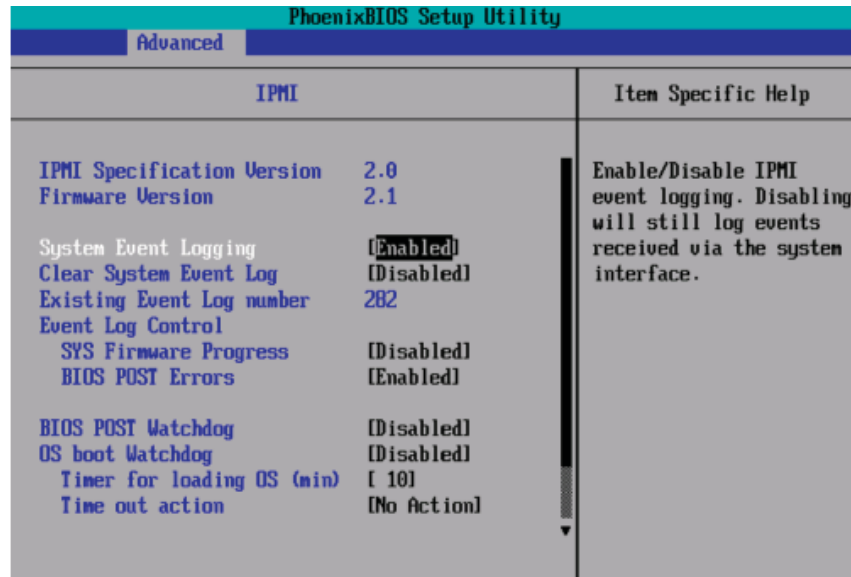 PhoenixBIOS Setup Utility
Advanced
IPMI
Item Specific Help
IPMI Specification Version 2.0
Firmware Version 2.1
System Event Logging [Enabled]
Clear System Event Log [Disabled]
Existing Event Log number 282
Event Log Control
SYS Firmware Progress [Disabled]
BIOS POST Errors [Enabled]
BIOS POST Watchdog [Disabled]
OS boot Watchdog [Disabled]
Timer for loading OS (min) [ 10]
Time out action [No Action]
Enable/Disable IPMI
event logging. Disabling
will still log events
received via the system
interface.